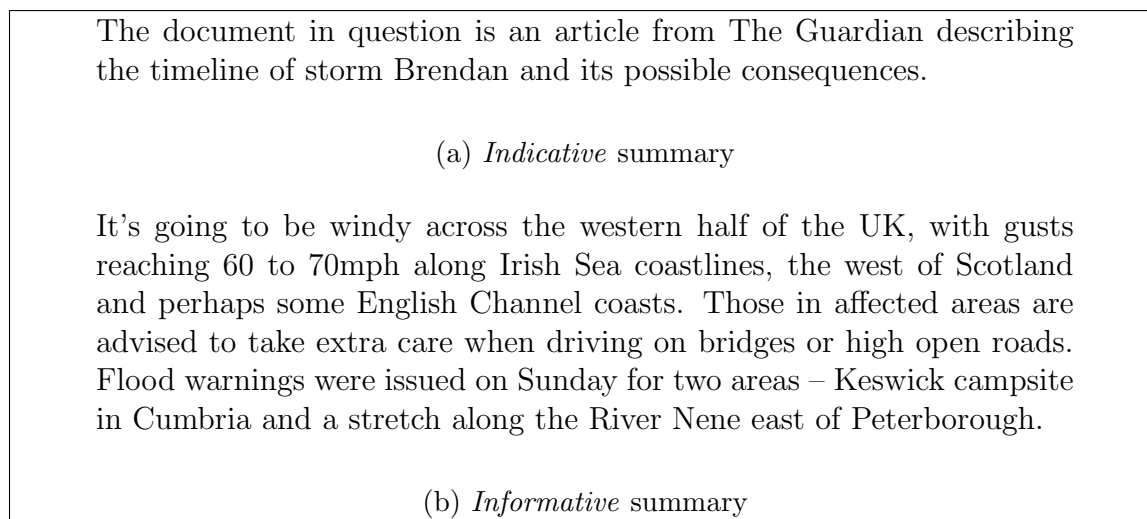 The document in question is an article from The Guardian describing
the timeline of storm Brendan and its possible consequences.
(a) Indicative summary
It's going to be windy across the western half of the UK, with gusts
reaching 60 to 70mph along Irish Sea coastlines, the west of Scotland
and perhaps some English Channel coasts. Those in affected areas are
advised to take extra care when driving on bridges or high open roads.
Flood warnings were issued on Sunday for two areas – Keswick campsite
in Cumbria and a stretch along the River Nene east of Peterborough.
(b) Informative summary